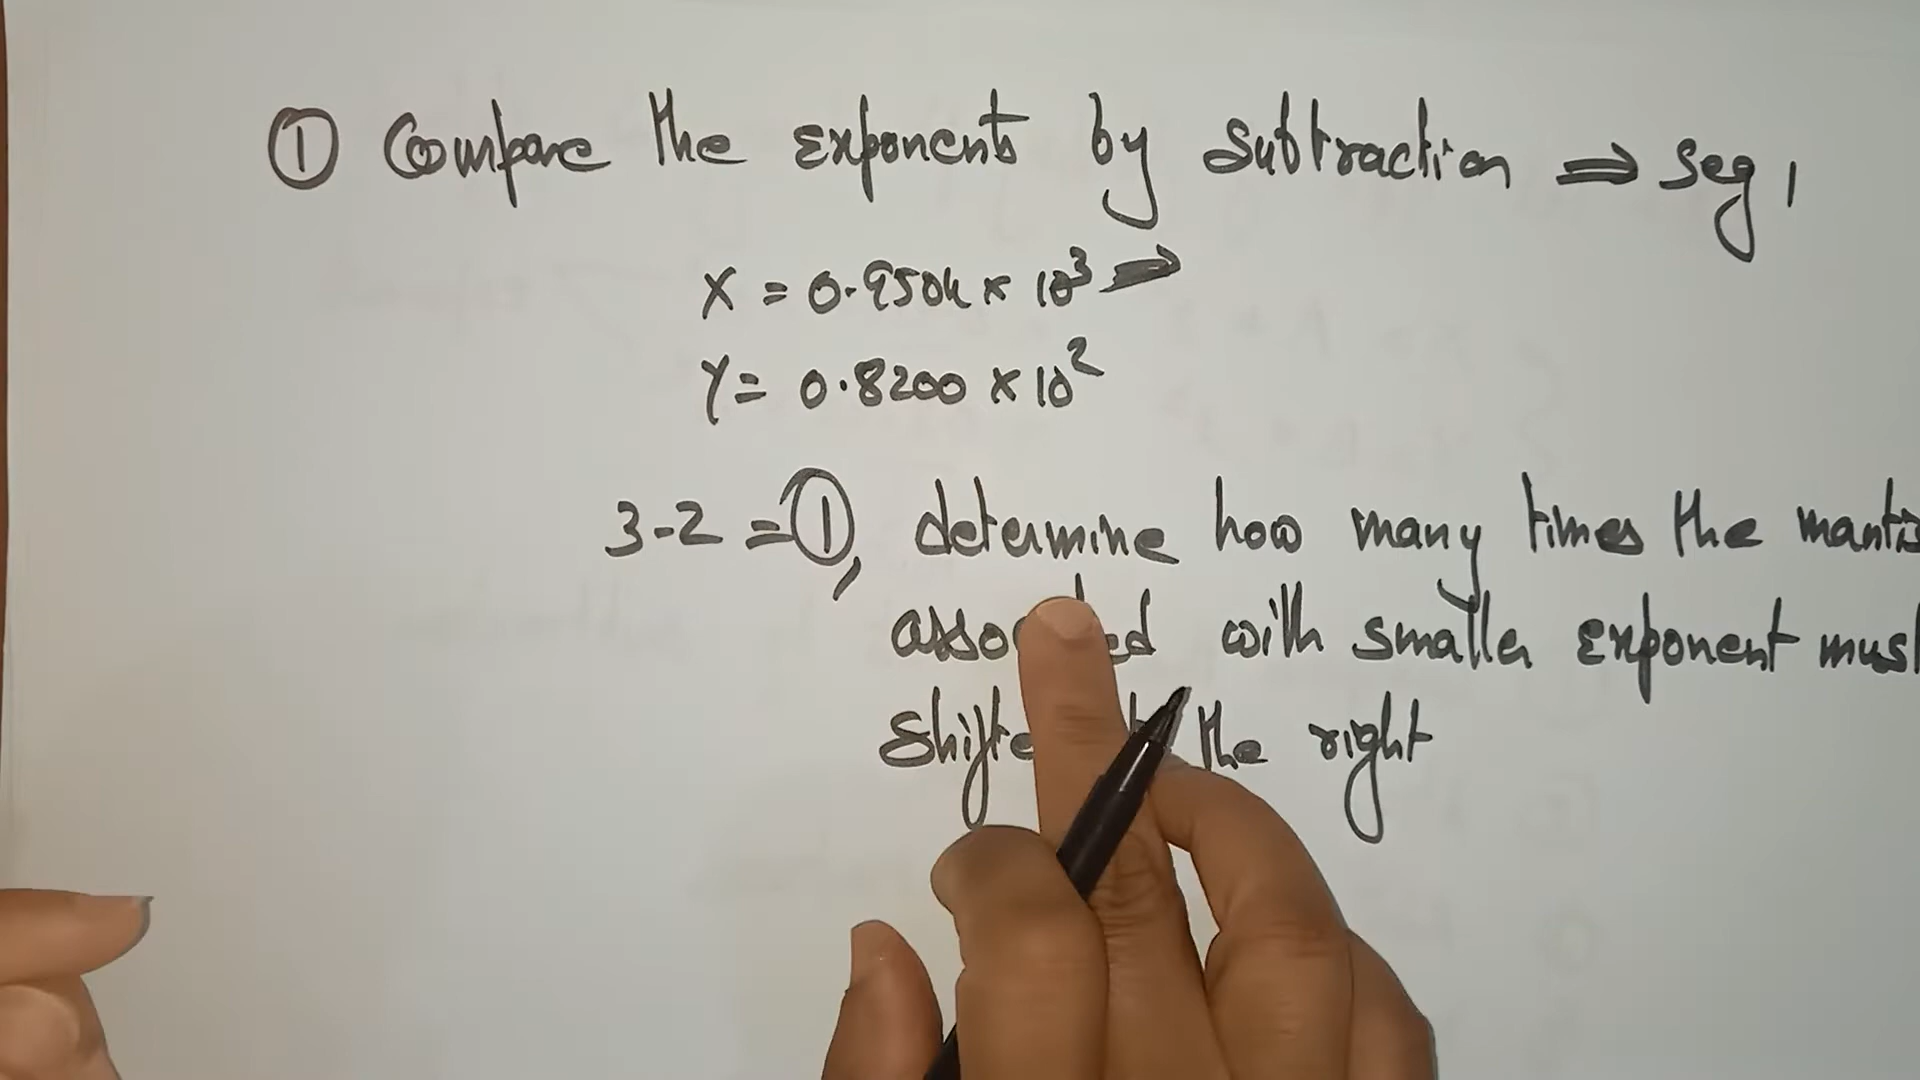 ① Compare the exponents by subtraction ⇒ Seg 1
X = 0.9504 × 10³ ⇒
Y = 0.8200 × 10²
3-2 = ①, determine how many times the
with smaller exponent
the right